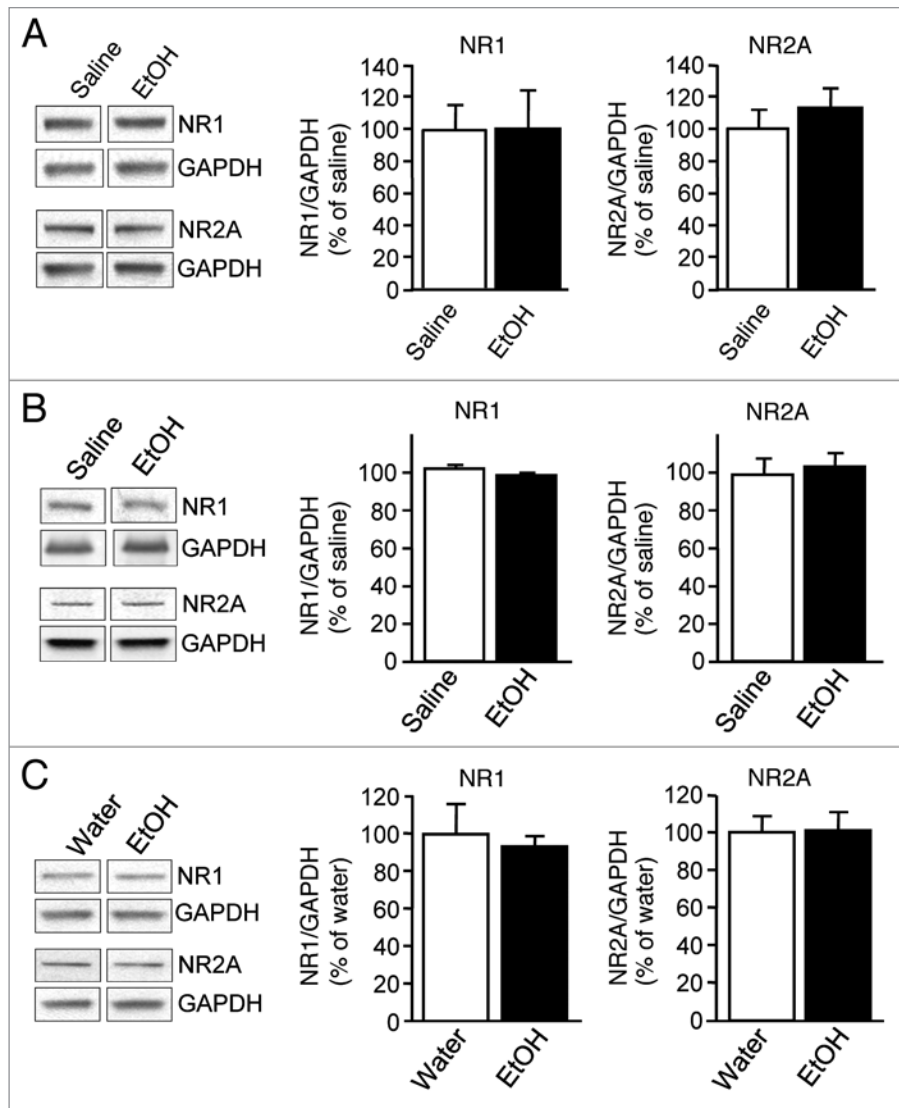 A
Saline
EtOH
NR1
GAPDH
NR2A
GAPDH
NR1
NR1/GAPDH
(% of saline)
140
120
100
80
60
40
20
0
Saline
EtOH
NR2A
NR2A/GAPDH
(% of saline)
140
120
100
80
60
40
20
0
Saline
EtOH
B
Saline
EtOH
NR1
GAPDH
NR2A
GAPDH
NR1
NR1/GAPDH
(% of saline)
100
80
60
40
20
0
Saline
EtOH
NR2A
NR2A/GAPDH
(% of saline)
100
80
60
40
20
0
Saline
EtOH
C
Water
EtOH
NR1
GAPDH
NR2A
GAPDH
NR1
NR1/GAPDH
(% of water)
120
100
80
60
40
20
0
Water
EtOH
NR2A
NR2A/GAPDH
(% of water)
120
100
80
60
40
20
0
Water
EtOH